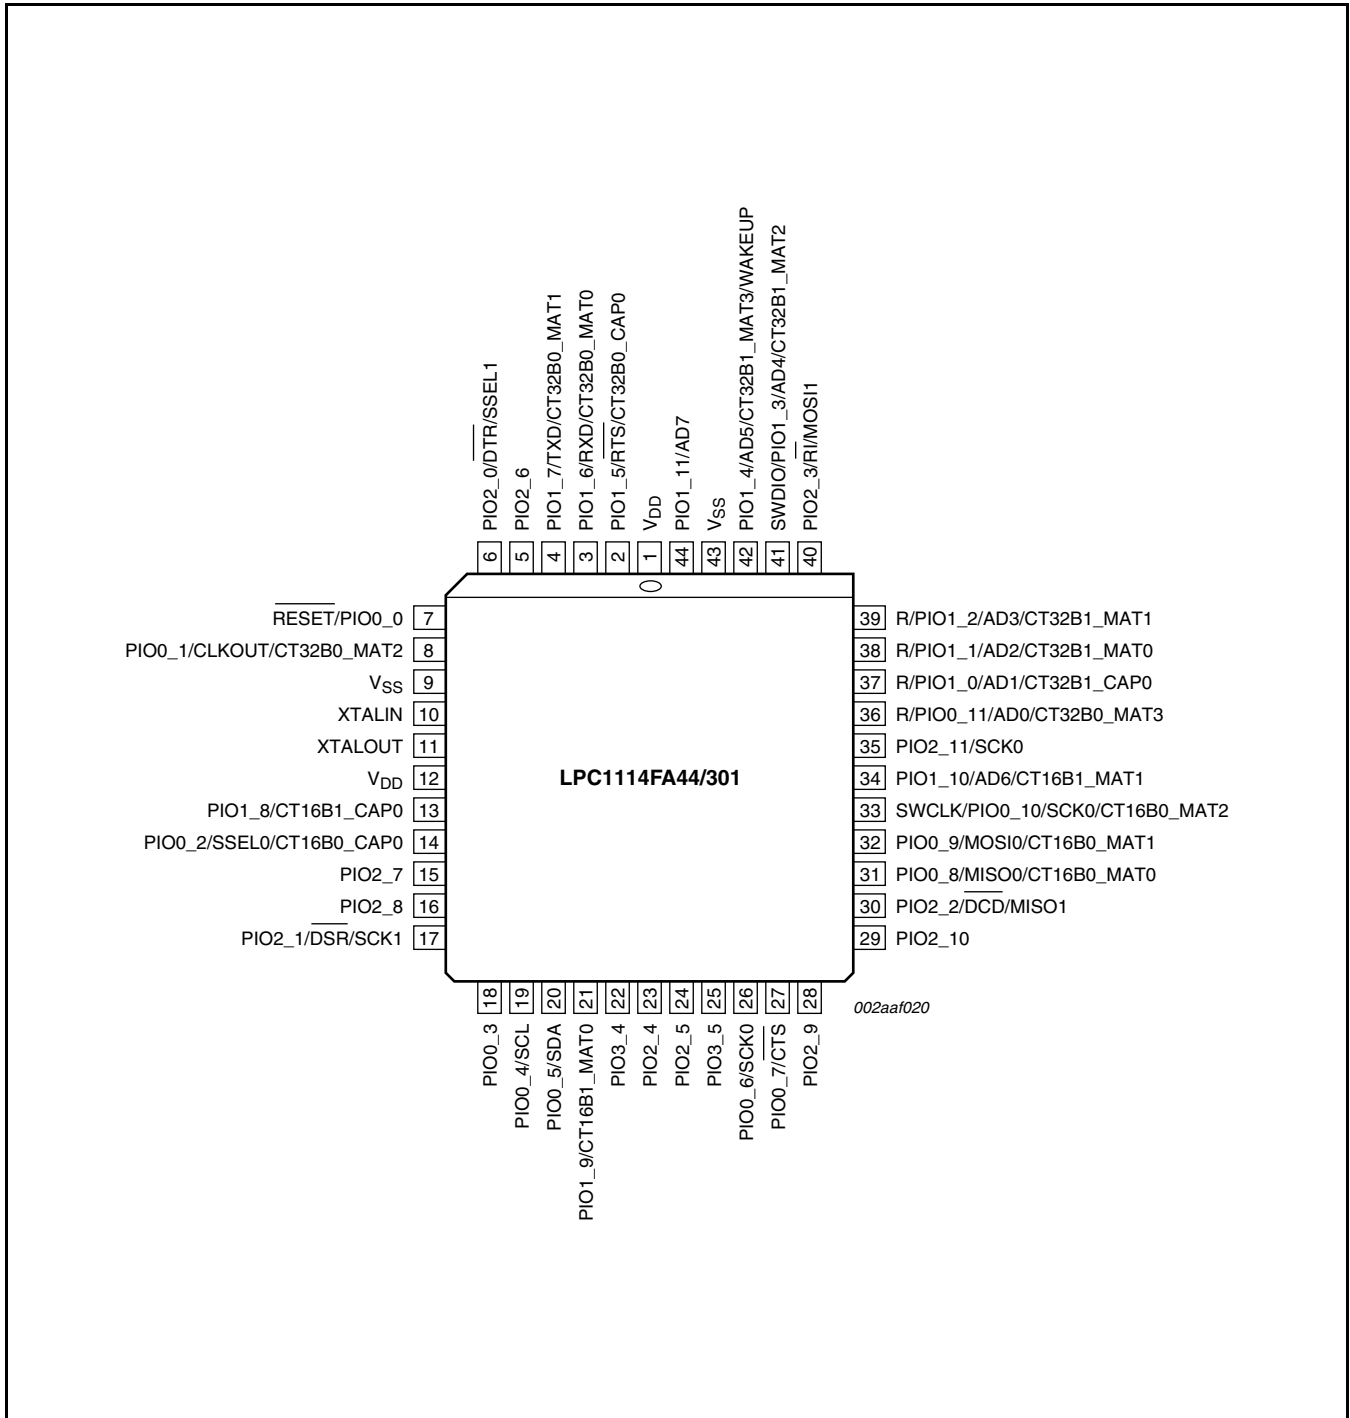 PIO2_0/DTR/SSEL1
PIO2_6
PIO1_7/TXD/CT32B0_MAT1
PIO1_6/RXD/CT32B0_MAT0
PIO1_5/RTS/CT32B0_CAP0
VDD
PIO1_11/AD7
VSS
PIO1_4/AD5/CT32B1_MAT3/WAKEUP
SWDIO/PIO1_3/AD4/CT32B1_MAT2
PIO2_3/RI/MOSI1
6
5
4
3
2
1
44
43
42
41
40
RESET/PIO0_0 7
PIO0_1/CLKOUT/CT32B0_MAT2 8
VSS 9
XTALIN 10
XTALOUT 11
VDD 12
PIO1_8/CT16B1_CAP0 13
PIO0_2/SSEL0/CT16B0_CAP0 14
PIO2_7 15
PIO2_8 16
PIO2_1/DSR/SCK1 17
LPC1114FA44/301
39 R/PIO1_2/AD3/CT32B1_MAT1
38 R/PIO1_1/AD2/CT32B1_MAT0
37 R/PIO1_0/AD1/CT32B1_CAP0
36 R/PIO0_11/AD0/CT32B0_MAT3
35 PIO2_11/SCK0
34 PIO1_10/AD6/CT16B1_MAT1
33 SWCLK/PIO0_10/SCK0/CT16B0_MAT2
32 PIO0_9/MOSI0/CT16B0_MAT1
31 PIO0_8/MISO0/CT16B0_MAT0
30 PIO2_2/DCD/MISO1
29 PIO2_10
18
19
20
21
22
23
24
25
26
27
28
PIO0_3
PIO0_4/SCL
PIO0_5/SDA
PIO1_9/CT16B1_MAT0
PIO3_4
PIO2_4
PIO2_5
PIO3_5
PIO0_6/SCK0
PIO0_7/CTS
PIO2_9
002aaf020